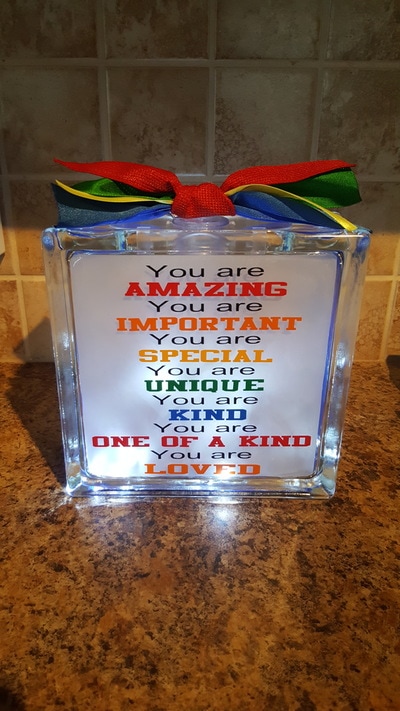 You are
AMAZING
You are
IMPORTANT
You are
SPECIAL
You are
UNIQUE
You are
KIND
You are
ONE OF A KIND
You are
LOVED